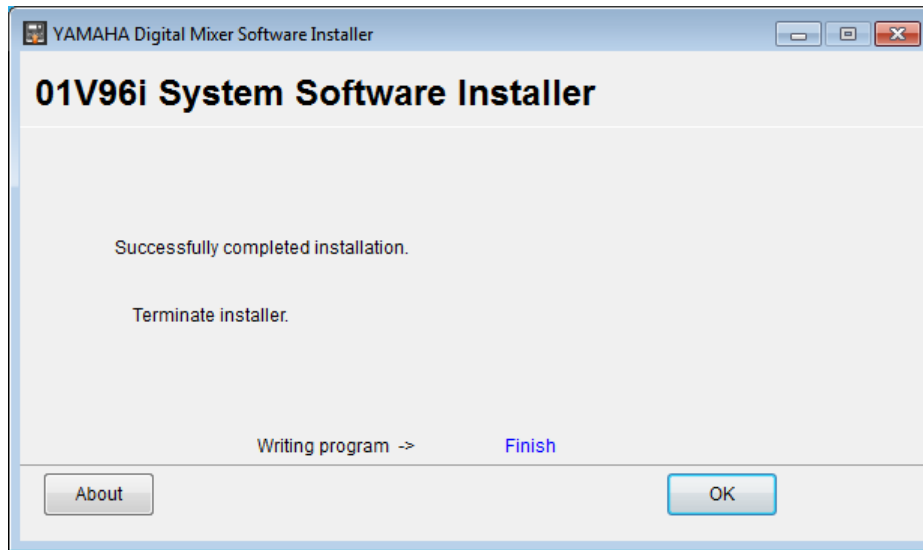 YAMAHA Digital Mixer Software Installer
01V96i System Software Installer
Successfully completed installation.
Terminate installer.
Writing program -> Finish
About OK